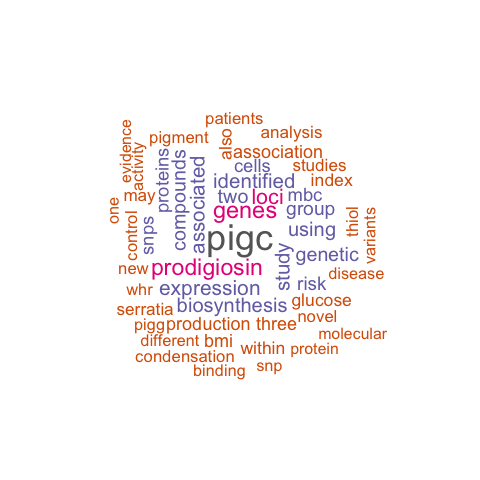 patients
evidence
activity
pigment
also
analysis
association
proteins
compounds
associated
cells
studies
identified
index
one
may
two
loci
mbc
control
snps
genes
group
thiol
variants
pigc
using
new
prodigiosin
study
genetic
disease
whr
expression
risk
serratia
biosynthesis
glucose
pigg
production
three
novel
different
bmi
molecular
condensation
within
protein
binding
snp